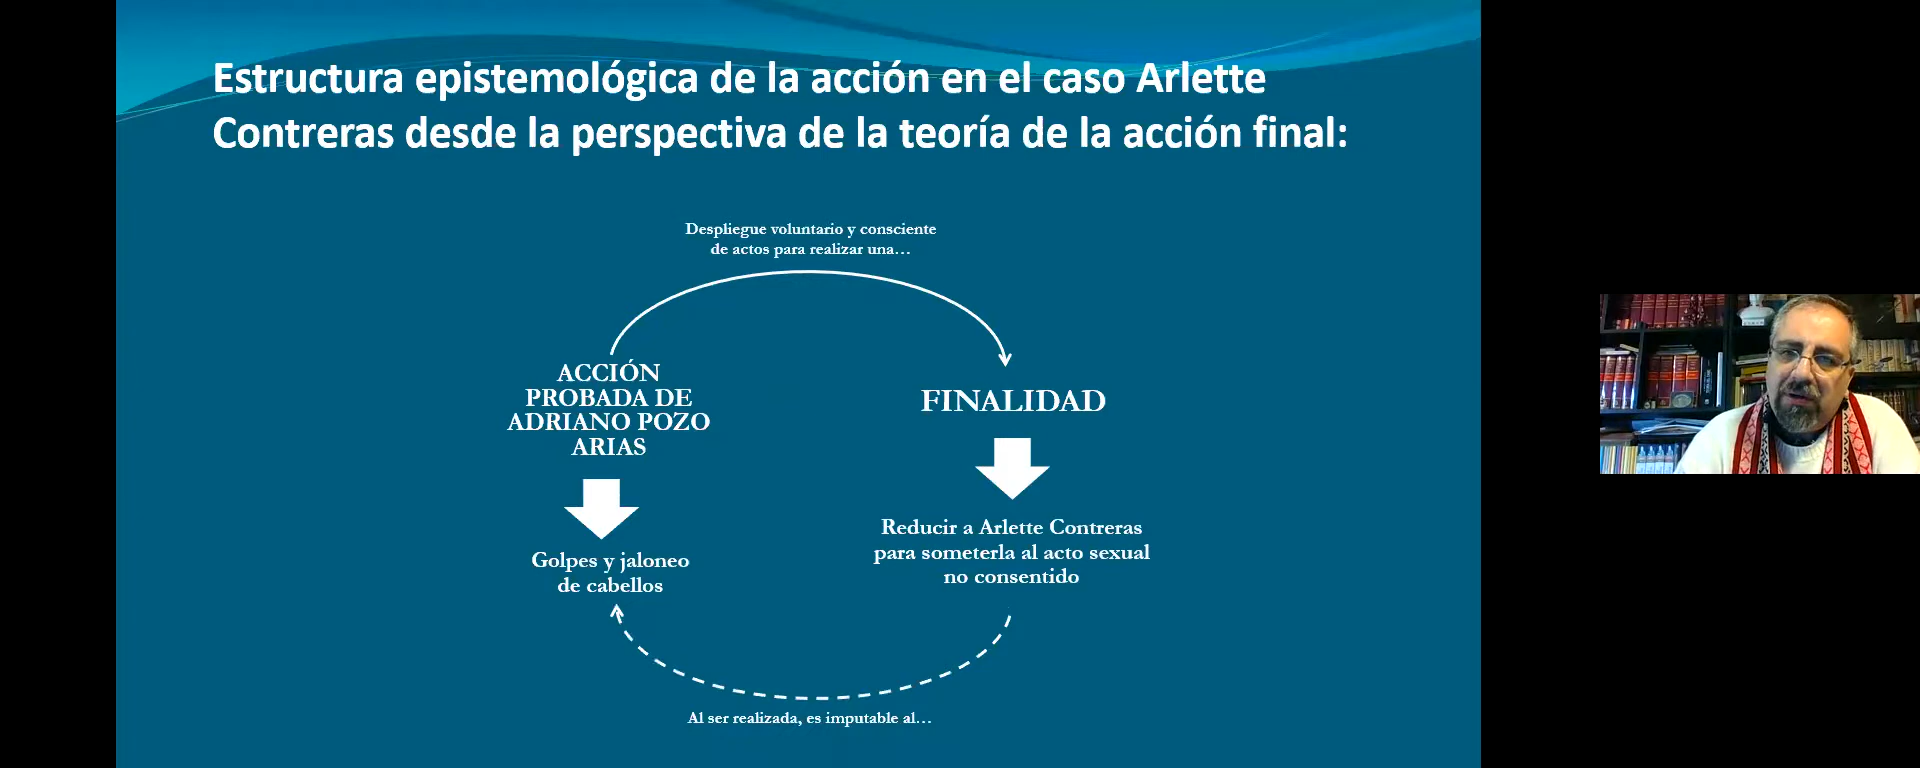 Estructura epistemológica de la acción en el caso Arlette
Contreras desde la perspectiva de la teoría de la acción final:
Despliegue voluntario y consciente
de actos para realizar una…
ACCIÓN
PROBADA DE
ADRIANO POZO
ARIAS
FINALIDAD
Golpes y jaloneo
de cabellos
Reducir a Arlette Contreras
para someterla al acto sexual
no consentido
Al ser realizada, es imputable al…